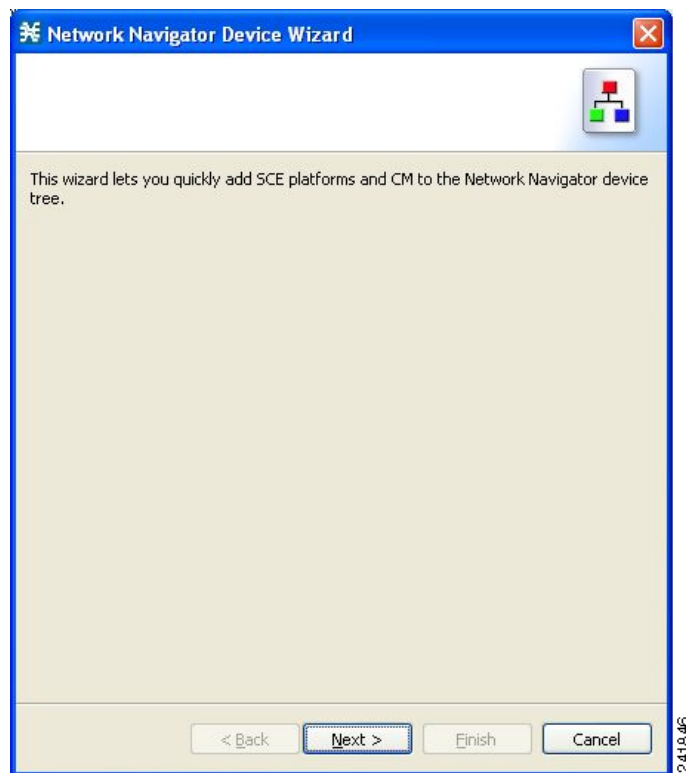 Network Navigator Device Wizard
This wizard lets you quickly add SCE platforms and CM to the Network Navigator device
tree.
< Back
Next >
Finish
Cancel
241846